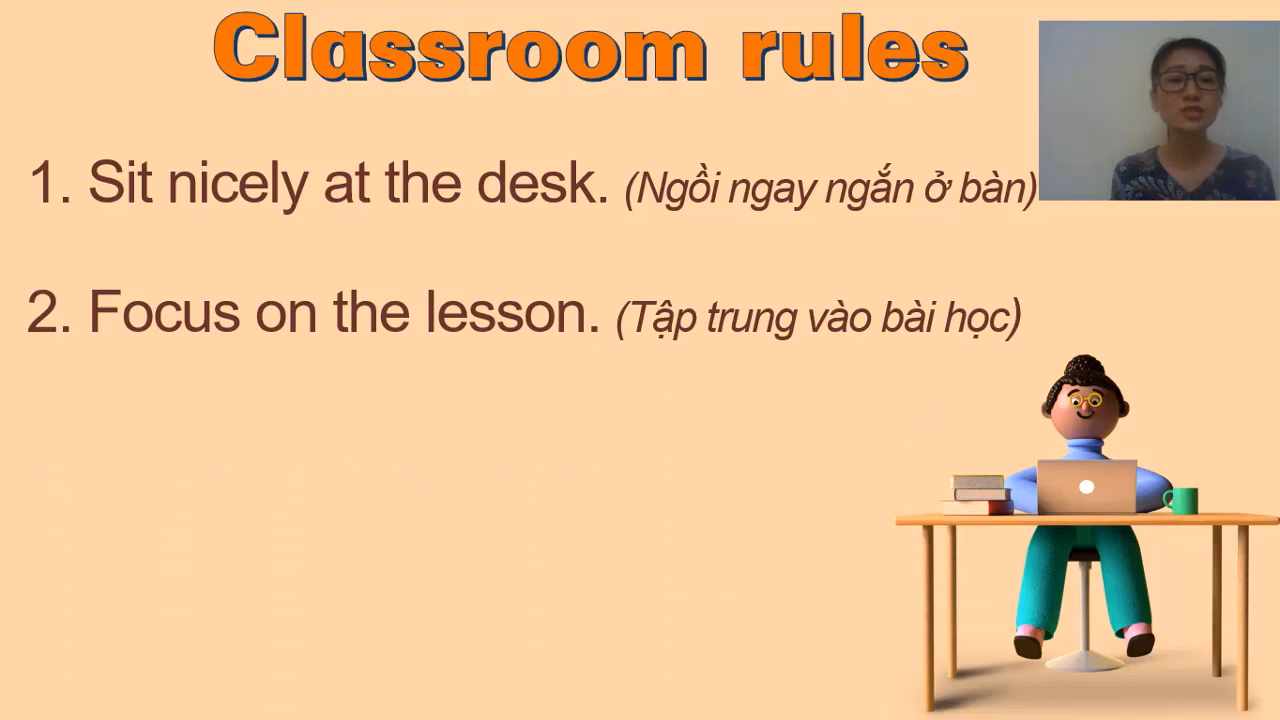 Classroom rules
1. Sit nicely at the desk. (Ngồi ngay ngắn ở bàn)
2. Focus on the lesson. (Tập trung vào bài học)